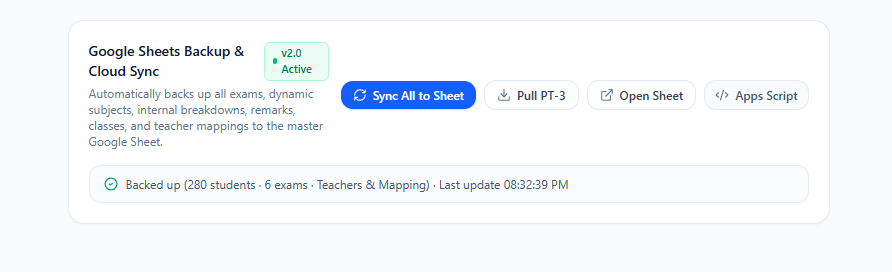 Google Sheets Backup &
Cloud Sync
v2.0
Active
Automatically backs up all exams, dynamic
subjects, internal breakdowns, remarks,
classes, and teacher mappings to the master
Google Sheet.
Sync All to Sheet
Pull PT-3
Open Sheet
Apps Script
Backed up (280 students · 6 exams · Teachers & Mapping) · Last update 08:32:39 PM